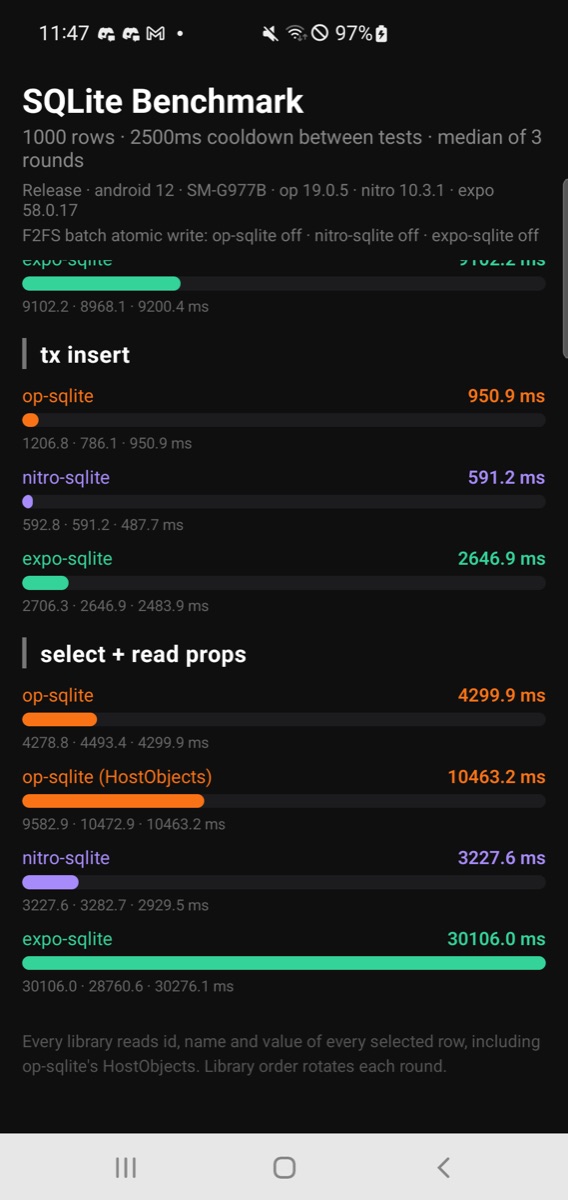 11:47
97%
SQLite Benchmark
1000 rows · 2500ms cooldown between tests · median of 3
rounds
Release · android 12 · SM-G977B · op 19.0.5 · nitro 10.3.1 · expo
58.0.17
F2FS batch atomic write: op-sqlite off · nitro-sqlite off · expo-sqlite off
expo-sqlite 9102.2 ms
9102.2 · 8968.1 · 9200.4 ms
tx insert
op-sqlite 950.9 ms
1206.8 · 786.1 · 950.9 ms
nitro-sqlite 591.2 ms
592.8 · 591.2 · 487.7 ms
expo-sqlite 2646.9 ms
2706.3 · 2646.9 · 2483.9 ms
select + read props
op-sqlite 4299.9 ms
4278.8 · 4493.4 · 4299.9 ms
op-sqlite (HostObjects) 10463.2 ms
9582.9 · 10472.9 · 10463.2 ms
nitro-sqlite 3227.6 ms
3227.6 · 3282.7 · 2929.5 ms
expo-sqlite 30106.0 ms
30106.0 · 28760.6 · 30276.1 ms
Every library reads id, name and value of every selected row, including
op-sqlite's HostObjects. Library order rotates each round.